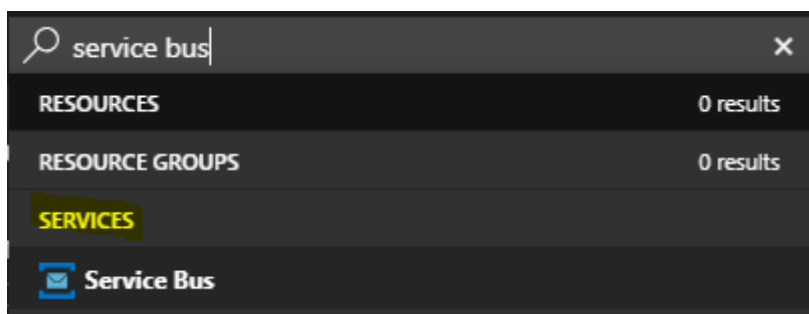 service bus
RESOURCES 0 results
RESOURCE GROUPS 0 results
SERVICES
Service Bus